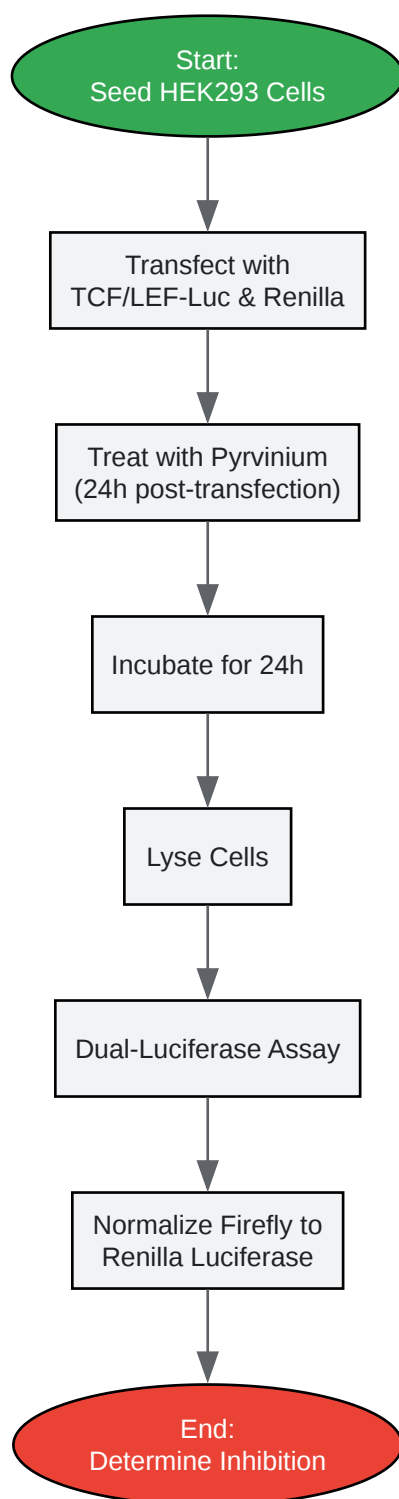 Start:
Seed HEK293 Cells
Transfect with
TCF/LEF-Luc & Renilla
Treat with Pyrvinium
(24h post-transfection)
Incubate for 24h
Lyse Cells
Dual-Luciferase Assay
Normalize Firefly to
Renilla Luciferase
End:
Determine Inhibition